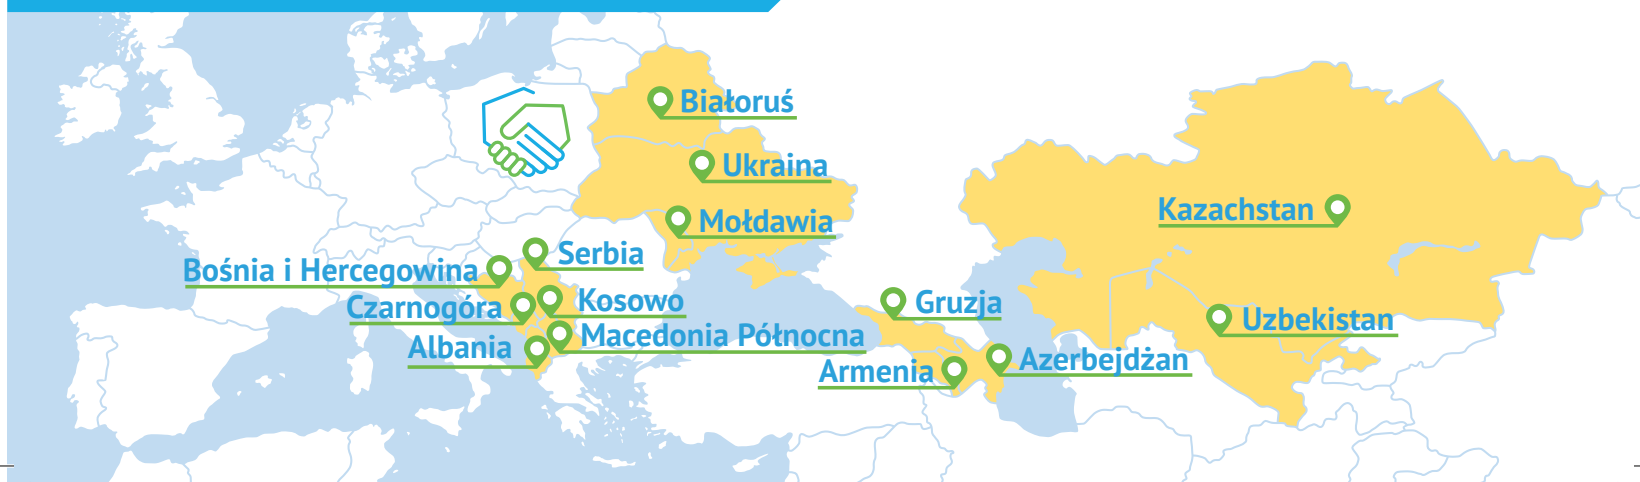 Białoruś
Ukraina
Mołdawia
Kazachstan
Serbia
Bośnia i Hercegowina
Kosowo
Czarnogóra
Gruzja
Uzbekistan
Macedonia Północna
Albania
Azerbejdżan
Armenia